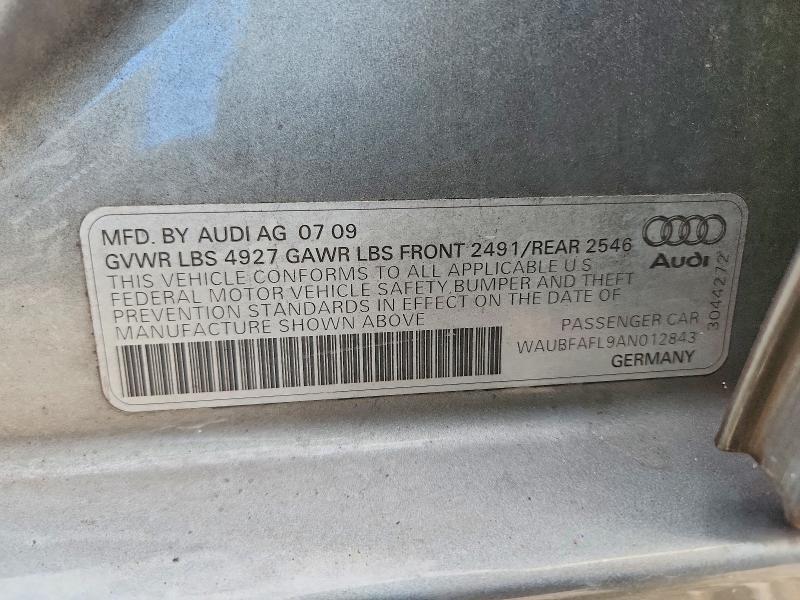 MFD. BY AUDI AG 07 09
GVWR LBS 4927 GAWR LBS FRONT 2491/REAR 2546
THIS VEHICLE CONFORMS TO ALL APPLICABLE U S
FEDERAL MOTOR VEHICLE SAFETY BUMPER AND THEFT
PREVENTION STANDARDS IN EFFECT ON THE DATE OF
MANUFACTURE SHOWN ABOVE
Audi
3044272
PASSENGER CAR
WAUBFAFL9AN012843
GERMANY